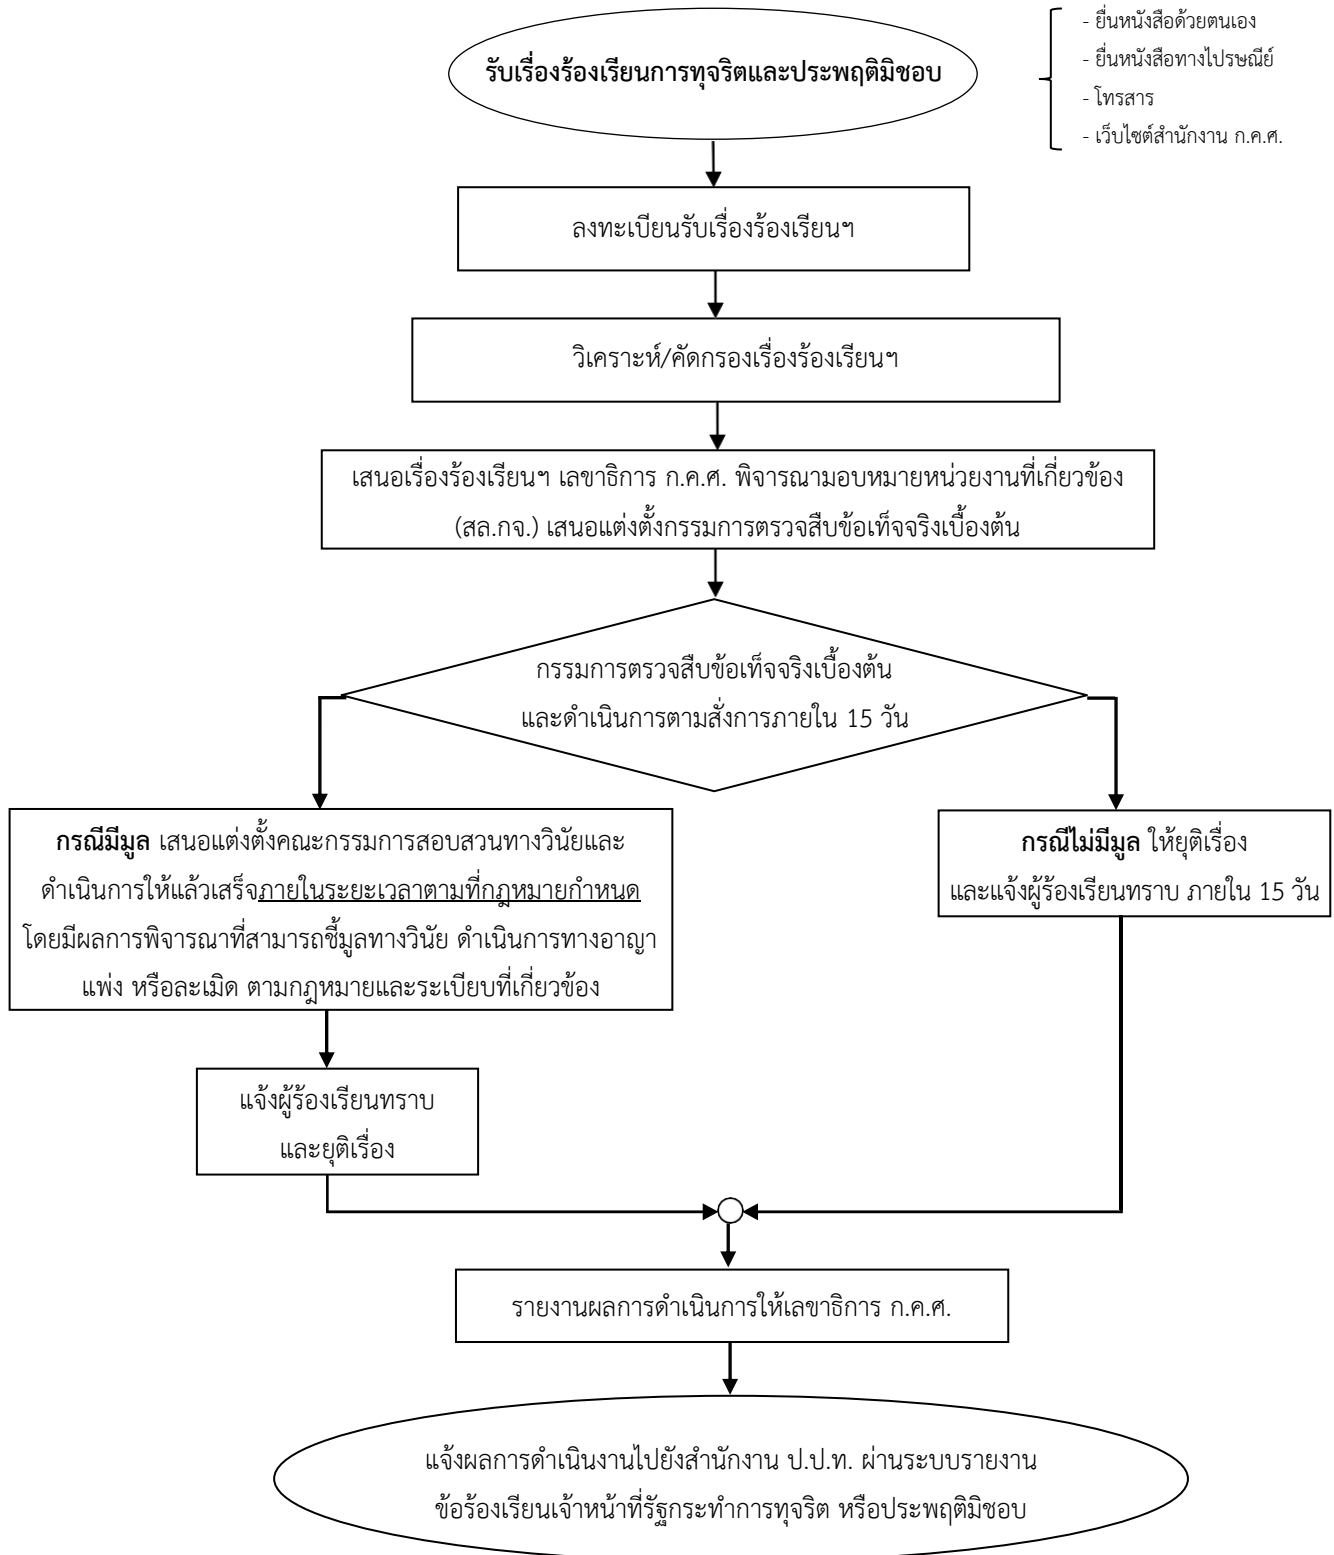 รับเรื่องร้องเรียนการทุจริตและประพฤติมิชอบ
- ยื่นหนังสือด้วยตนเอง
- ยื่นหนังสือทางไปรษณีย์
- โทรสาร
- เว็บไซต์สำนักงาน ก.ค.ศ.
ลงทะเบียนรับเรื่องร้องเรียนฯ
วิเคราะห์/คัดกรองเรื่องร้องเรียนฯ
เสนอเรื่องร้องเรียนฯ เลขาธิการ ก.ค.ศ. พิจารณามอบหมายหน่วยงานที่เกี่ยวข้อง
(สล.กจ.) เสนอแต่งตั้งกรรมการตรวจสืบข้อเท็จจริงเบื้องต้น
กรรมการตรวจสืบข้อเท็จจริงเบื้องต้น
และดำเนินการตามสั่งการภายใน 15 วัน
กรณีมีมูล เสนอแต่งตั้งคณะกรรมการสอบสวนทางวินัยและ
ดำเนินการให้แล้วเสร็จภายในระยะเวลาตามที่กฎหมายกำหนด
โดยมีผลการพิจารณาที่สามารถชี้มูลทางวินัย ดำเนินการทางอาญา
แพ่ง หรือละเมิด ตามกฎหมายและระเบียบที่เกี่ยวข้อง
กรณีไม่มีมูล ให้ยุติเรื่อง
และแจ้งผู้ร้องเรียนทราบ ภายใน 15 วัน
แจ้งผู้ร้องเรียนทราบ
และยุติเรื่อง
รายงานผลการดำเนินการให้เลขาธิการ ก.ค.ศ.
แจ้งผลการดำเนินงานไปยังสำนักงาน ป.ป.ท. ผ่านระบบรายงาน
ข้อร้องเรียนเจ้าหน้าที่รัฐกระทำการทุจริต หรือประพฤติมิชอบ